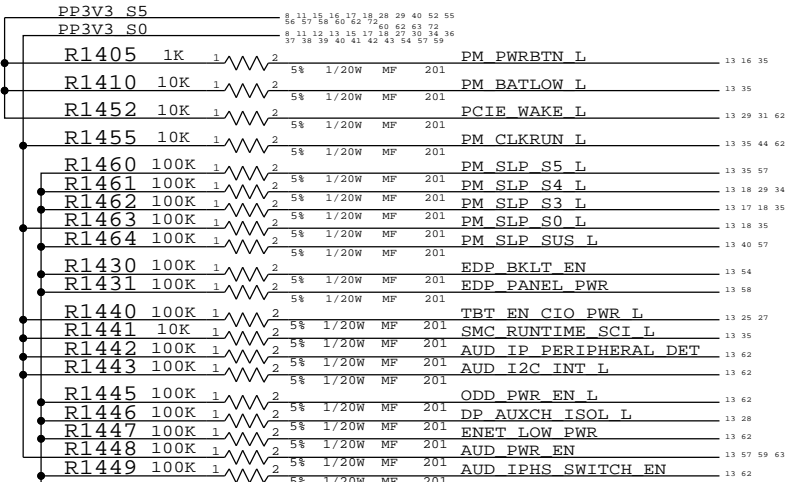 PP3V3 S5 8 11 15 16 17 18 28 29 40 52 55
56 57 58 60 62 72
PP3V3 S0 60 62 63 72
8 11 12 13 15 17 18 27 30 34 36
37 38 39 40 41 42 43 54 57 59
R1405 1K 1 2 PM_PWRBTN_L 13 16 35
5% 1/20W MF 201
R1410 10K 1 2 PM_BATLOW_L 13 35
5% 1/20W MF 201
R1452 10K 1 2 PCIE_WAKE_L 13 29 31 62
5% 1/20W MF 201
R1455 10K 1 2 PM_CLKRUN_L 13 35 44 62
5% 1/20W MF 201
R1460 100K 1 2 PM_SLP_S5_L 13 35 57
5% 1/20W MF 201
R1461 100K 1 2 PM_SLP_S4_L 13 18 29 34
5% 1/20W MF 201
R1462 100K 1 2 PM_SLP_S3_L 13 17 18 35
5% 1/20W MF 201
R1463 100K 1 2 PM_SLP_S0_L 13 18 35
5% 1/20W MF 201
R1464 100K 1 2 PM_SLP_SUS_L 13 40 57
5% 1/20W MF 201
R1430 100K 1 2 EDP_BKLT_EN 13 54
5% 1/20W MF 201
R1431 100K 1 2 EDP_PANEL_PWR 13 58
5% 1/20W MF 201
R1440 100K 1 2 TBT_EN_CIO_PWR_L 13 25 27
5% 1/20W MF 201
R1441 10K 1 2 SMC_RUNTIME_SCI_L 13 35
5% 1/20W MF 201
R1442 100K 1 2 AUD_IP_PERIPHERAL_DET 13 62
5% 1/20W MF 201
R1443 100K 1 2 AUD_I2C_INT_L 13 62
5% 1/20W MF 201
R1445 100K 1 2 ODD_PWR_EN_L 13 62
5% 1/20W MF 201
R1446 100K 1 2 DP_AUXCH_ISOL_L 13 28
5% 1/20W MF 201
R1447 100K 1 2 ENET_LOW_PWR 13 62
5% 1/20W MF 201
R1448 100K 1 2 AUD_PWR_EN 13 57 59 63
5% 1/20W MF 201
R1449 100K 1 2 AUD_IPHS_SWITCH_EN 13 62
5% 1/20W MF 201